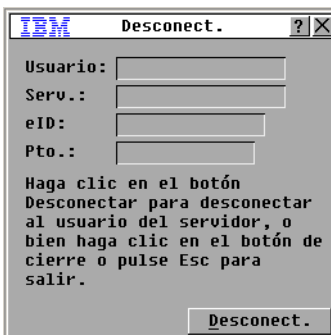 IBM Desconect. ? X
Usuario:
Serv.:
eID:
Pto.:
Haga clic en el botón
Desconectar para desconectar
al usuario del servidor, o
bien haga clic en el botón de
cierre o pulse Esc para
salir.
Desconect.